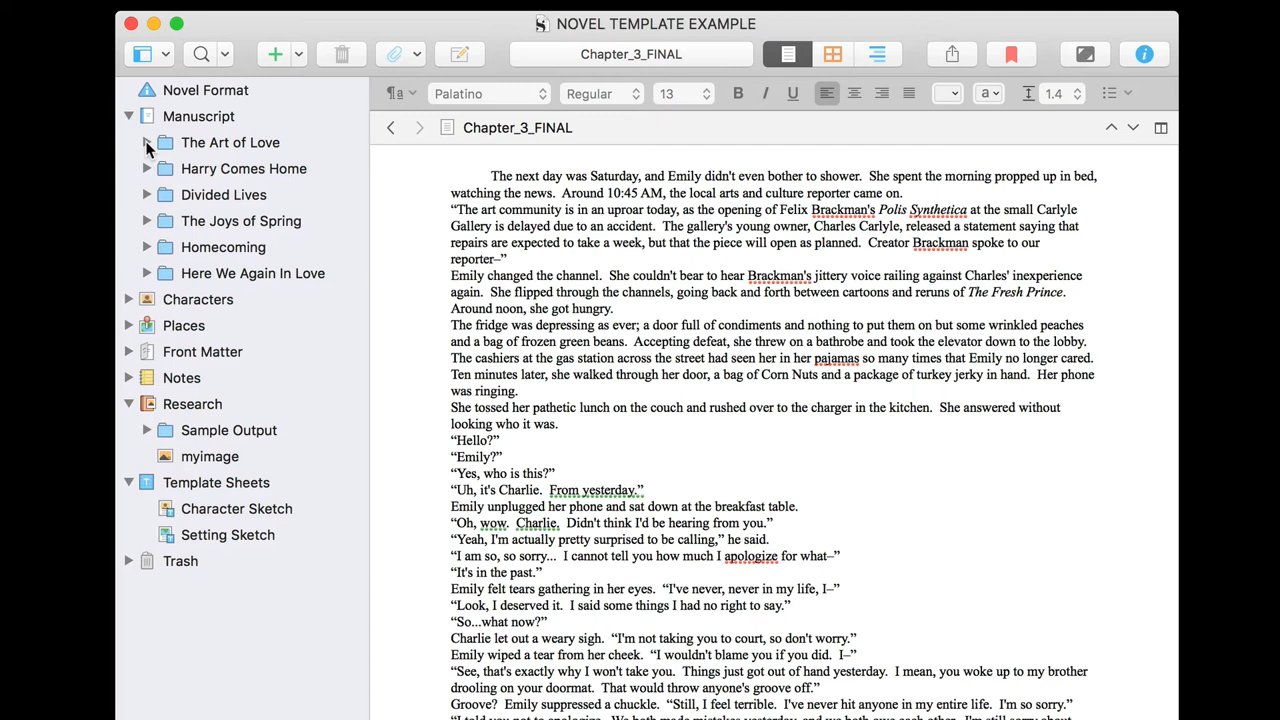 NOVEL TEMPLATE EXAMPLE
Chapter_3_FINAL
Novel Format
Manuscript
The Art of Love
Harry Comes Home
Divided Lives
The Joys of Spring
Homecoming
Here We Again In Love
Characters
Places
Front Matter
Notes
Research
Sample Output
myimage
Template Sheets
Character Sketch
Setting Sketch
Trash
¶a
Palatino
Regular
13
B
I
U
a
1.4
Chapter_3_FINAL
The next day was Saturday, and Emily didn't even bother to shower. She spent the morning propped up in bed,
watching the news. Around 10:45 AM, the local arts and culture reporter came on.
“The art community is in an uproar today, as the opening of Felix Brackman's Polis Synthetica at the small Carlyle
Gallery is delayed due to an accident. The gallery's young owner, Charles Carlyle, released a statement saying that
repairs are expected to take a week, but that the piece will open as planned. Creator Brackman spoke to our
reporter–”
Emily changed the channel. She couldn't bear to hear Brackman's jittery voice railing against Charles' inexperience
again. She flipped through the channels, going back and forth between cartoons and reruns of The Fresh Prince.
Around noon, she got hungry.
The fridge was depressing as ever; a door full of condiments and nothing to put them on but some wrinkled peaches
and a bag of frozen green beans. Accepting defeat, she threw on a bathrobe and took the elevator down to the lobby.
The cashiers at the gas station across the street had seen her in her pajamas so many times that Emily no longer cared.
Ten minutes later, she walked through her door, a bag of Corn Nuts and a package of turkey jerky in hand. Her phone
was ringing.
She tossed her pathetic lunch on the couch and rushed over to the charger in the kitchen. She answered without
looking who it was.
“Hello?”
“Emily?”
“Yes, who is this?”
“Uh, it's Charlie. From yesterday.”
Emily unplugged her phone and sat down at the breakfast table.
“Oh, wow. Charlie. Didn't think I'd be hearing from you.”
“Yeah, I'm actually pretty surprised to be calling,” he said.
“I am so, so sorry... I cannot tell you how much I apologize for what–”
“It's in the past.”
Emily felt tears gathering in her eyes. “I've never, never in my life, I–”
“Look, I deserved it. I said some things I had no right to say.”
“So...what now?”
Charlie let out a weary sigh. “I'm not taking you to court, so don't worry.”
Emily wiped a tear from her cheek. “I wouldn't blame you if you did. I–”
“See, that's exactly why I won't take you. Things just got out of hand yesterday. I mean, you woke up to my brother
drooling on your doormat. That would throw anyone's groove off.”
Groove? Emily suppressed a chuckle. “Still, I feel terrible. I've never hit anyone in my entire life. I'm so sorry.”